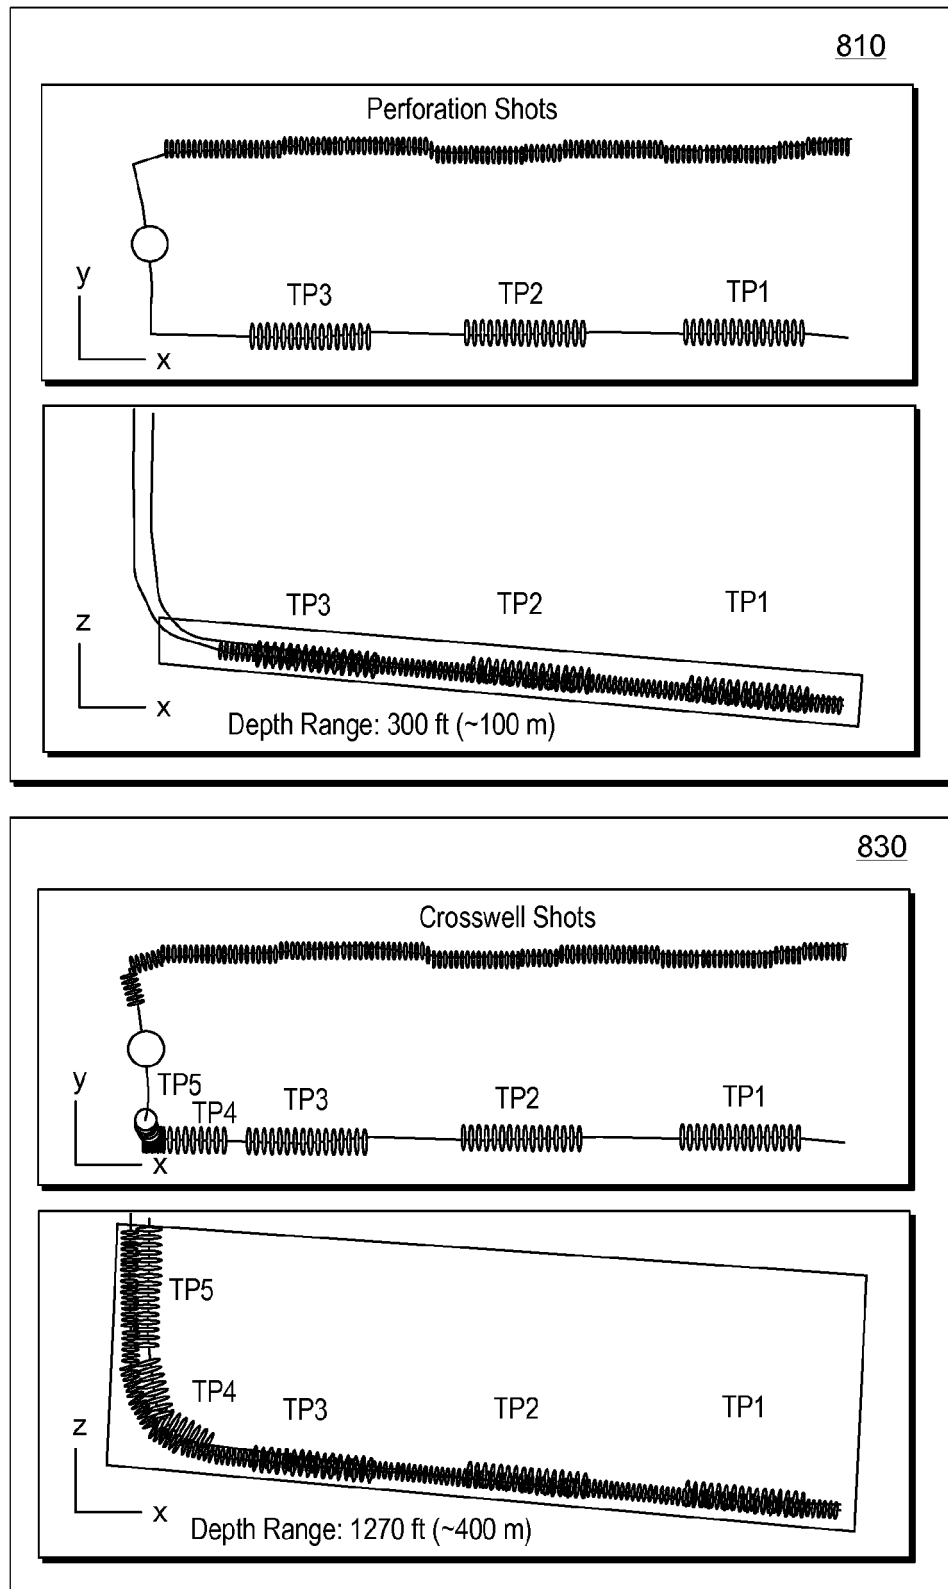 810
Perforation Shots
y
TP3
TP2
TP1
x
TP3
TP2
TP1
z
x
Depth Range: 300 ft (~100 m)
830
Crosswell Shots
y
TP5
TP4
TP3
TP2
TP1
x
TP5
TP4
TP3
TP2
TP1
z
x
Depth Range: 1270 ft (~400 m)